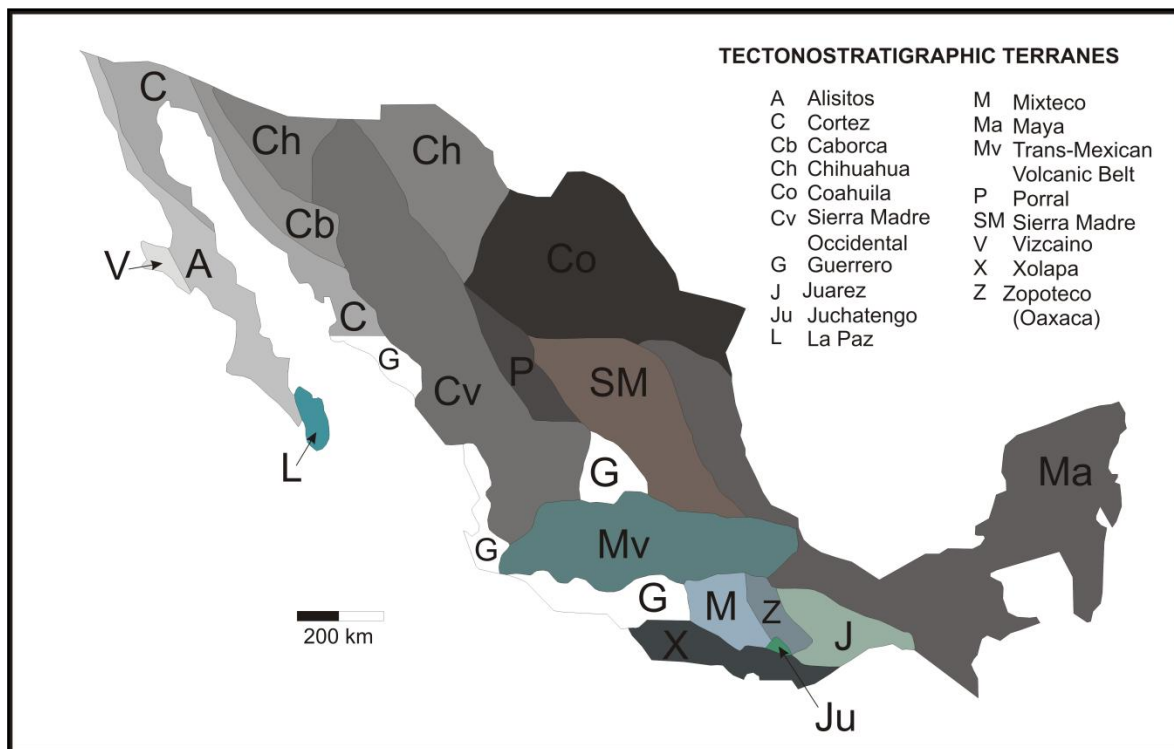 TECTONOSTRATIGRAPHIC TERRANES
A Alisitos
C Cortez
Cb Caborca
Ch Chihuahua
Co Coahuila
Cv Sierra Madre
Occidental
G Guerrero
J Juarez
Ju Juchatengo
L La Paz
M Mixteco
Ma Maya
Mv Trans-Mexican
Volcanic Belt
P Porral
SM Sierra Madre
V Vizcaino
X Xolapa
Z Zopoteco
(Oaxaca)
C
Ch
Ch
Cb
V
A
Co
C
G
P
SM
Cv
L
G
Ma
G
Mv
G
M
Z
J
X
Ju
200 km